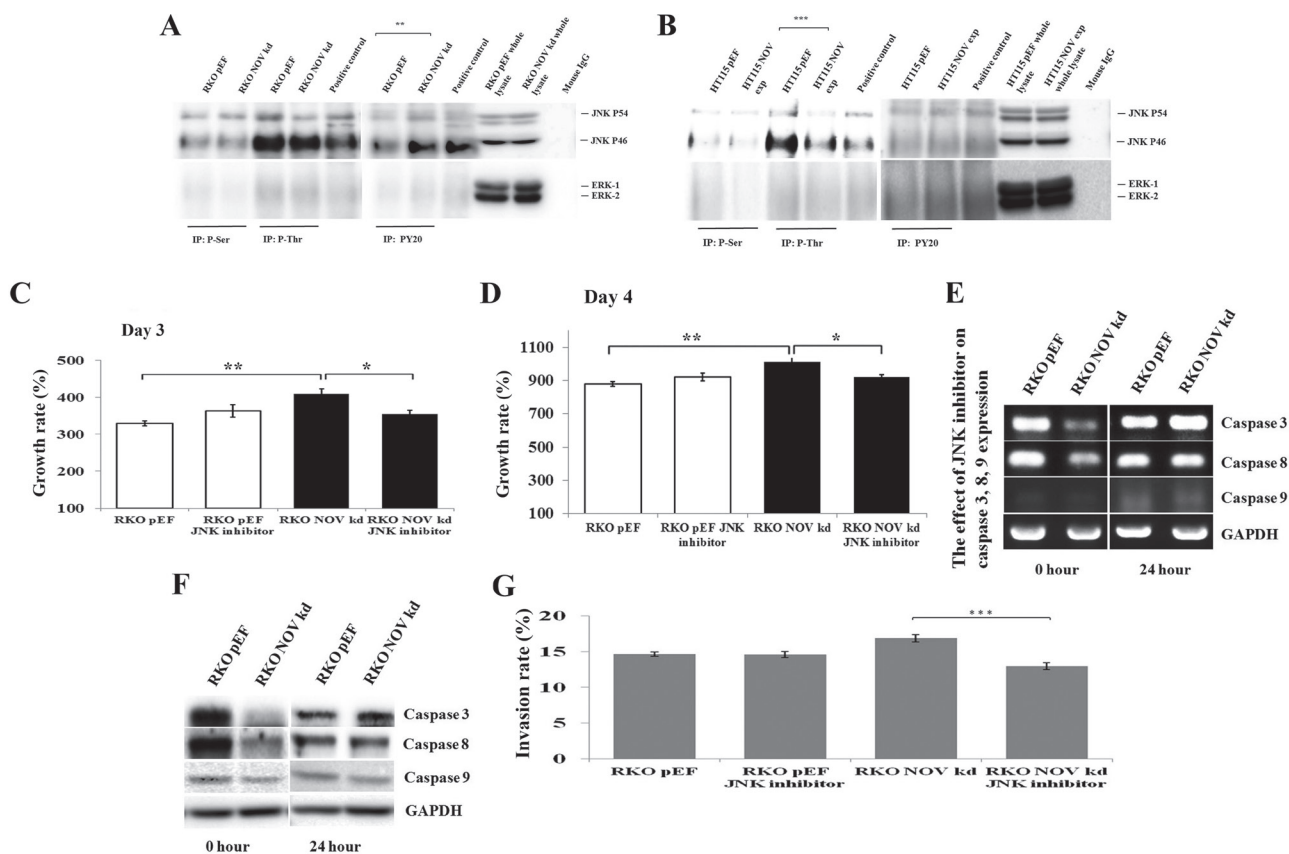 A
**
RKO pEF
RKO NOV kd
RKO pEF
RKO NOV kd
Positive control
RKO pEF
RKO NOV kd
Positive control
RKO pEF whole
lysate
RKO NOV kd whole
lysate
Mouse IgG
JNK P54
JNK P46
ERK-1
ERK-2
IP: P-Ser
IP: P-Thr
IP: PY20
B
***
HT115 pEF
HT115 NOV
exp
HT115 pEF
HT115 NOV
exp
Positive control
HT115 pEF
HT115 NOV exp
Positive control
HT115 pEF whole
lysate
HT115 NOV exp
whole lysate
Mouse IgG
JNK P54
JNK P46
ERK-1
ERK-2
IP: P-Ser
IP: P-Thr
IP: PY20
C
Day 3
Growth rate (%)
500
400
300
200
100
**
*
RKO pEF
RKO pEF
JNK inhibitor
RKO NOV kd
RKO NOV kd
JNK inhibitor
D
Day 4
Growth rate (%)
1100
900
700
500
300
100
**
*
RKO pEF
RKO pEF JNK
inhibitor
RKO NOV kd
RKO NOV kd
JNK inhibitor
E
The effect of JNK inhibitor on
caspase 3, 8, 9 expression
RKO pEF
RKO NOV kd
RKO pEF
RKO NOV kd
Caspase 3
Caspase 8
Caspase 9
GAPDH
0 hour
24 hour
F
RKO pEF
RKO NOV kd
RKO pEF
RKO NOV kd
Caspase 3
Caspase 8
Caspase 9
GAPDH
0 hour
24 hour
G
Invasion rate (%)
20
15
10
5
0
***
RKO pEF
RKO pEF
JNK inhibitor
RKO NOV kd
RKO NOV kd
JNK inhibitor